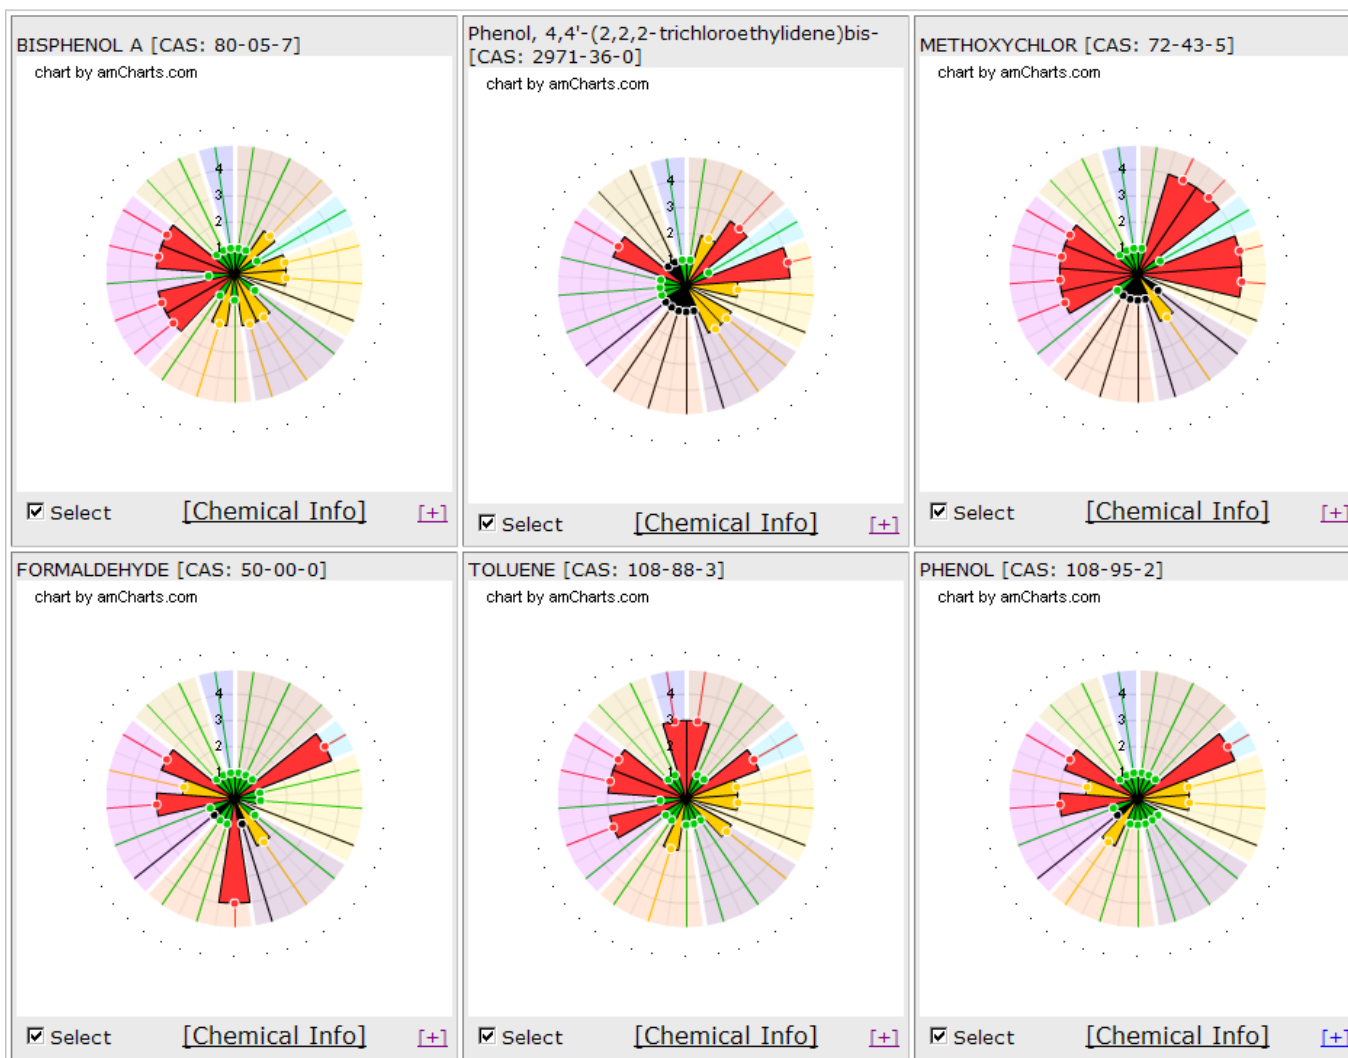 BISPHENOL A [CAS: 80-05-7]
chart by amCharts.com
4
3
2
1
Select [Chemical Info] [+]
Phenol, 4,4'-(2,2,2-trichloroethylidene)bis-
[CAS: 2971-36-0]
chart by amCharts.com
4
3
2
1
Select [Chemical Info] [+]
METHOXYCHLOR [CAS: 72-43-5]
chart by amCharts.com
4
3
2
1
Select [Chemical Info] [+]
FORMALDEHYDE [CAS: 50-00-0]
chart by amCharts.com
4
3
2
1
Select [Chemical Info] [+]
TOLUENE [CAS: 108-88-3]
chart by amCharts.com
4
3
2
1
Select [Chemical Info] [+]
PHENOL [CAS: 108-95-2]
chart by amCharts.com
4
3
2
1
Select [Chemical Info] [+]